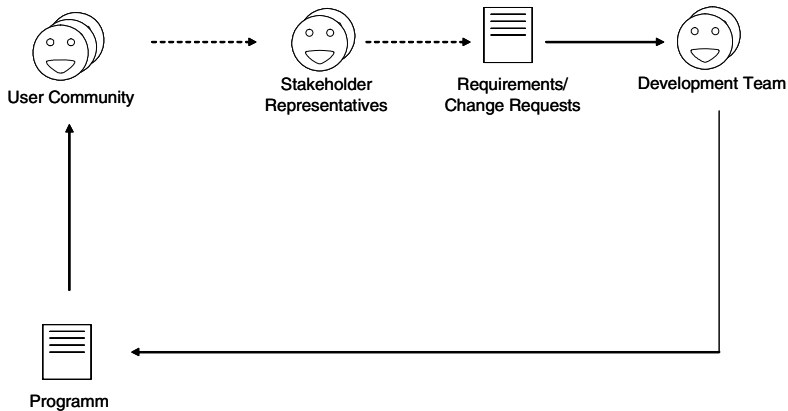 User Community
Stakeholder
Representatives
Requirements/
Change Requests
Development Team
Programm